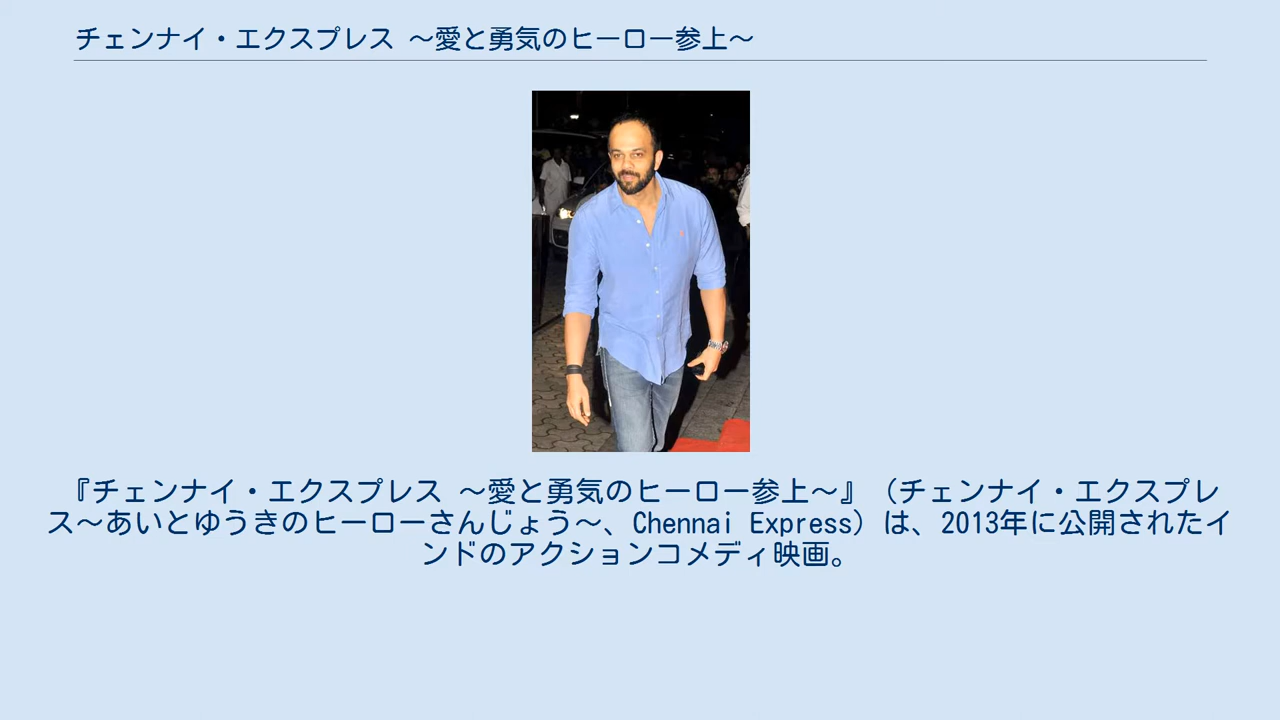 チェンナイ・エクスプレス ～愛と勇気のヒーロー参上～
『チェンナイ・エクスプレス ～愛と勇気のヒーロー参上～』（チェンナイ・エクスプレ
ス～あいとゆうきのヒーローさんじょう～、Chennai Express）は、2013年に公開されたイ
ンドのアクションコメディ映画。